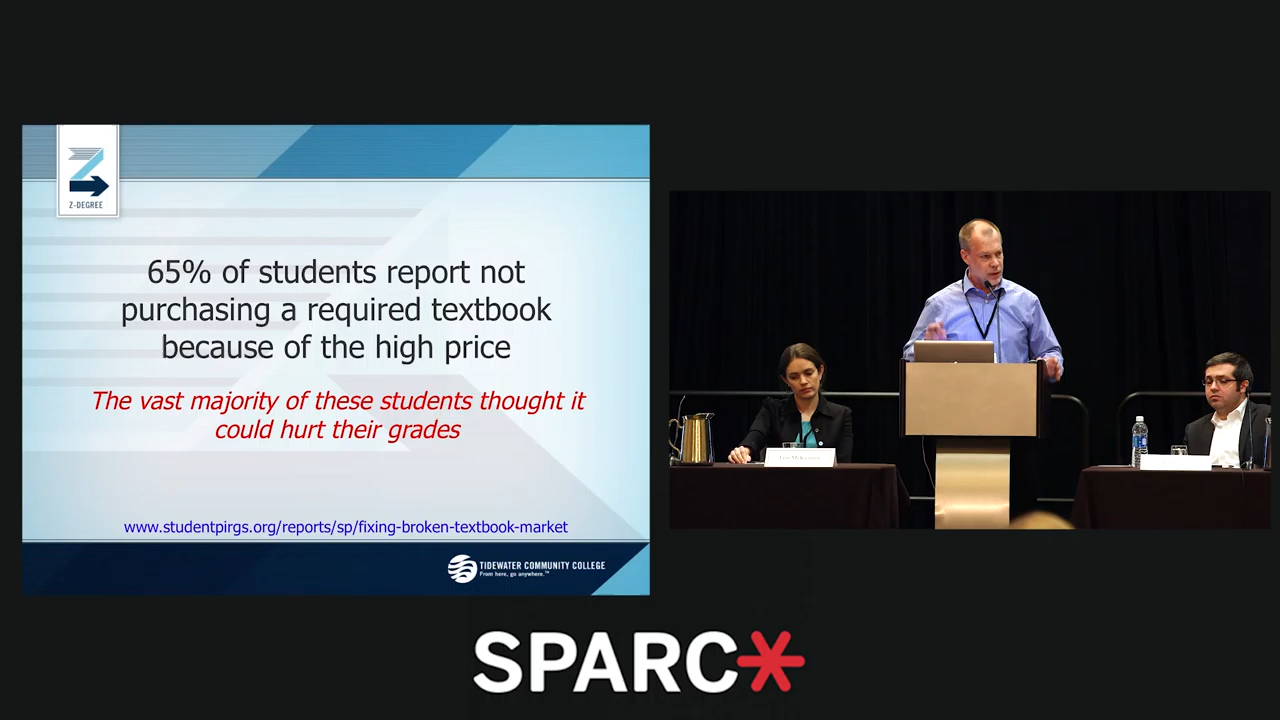 Z-DEGREE
65% of students report not
purchasing a required textbook
because of the high price
The vast majority of these students thought it
could hurt their grades
www.studentpirgs.org/reports/sp/fixing-broken-textbook-market
TIDEWATER COMMUNITY COLLEGE
From here, go anywhere.™
SPARC